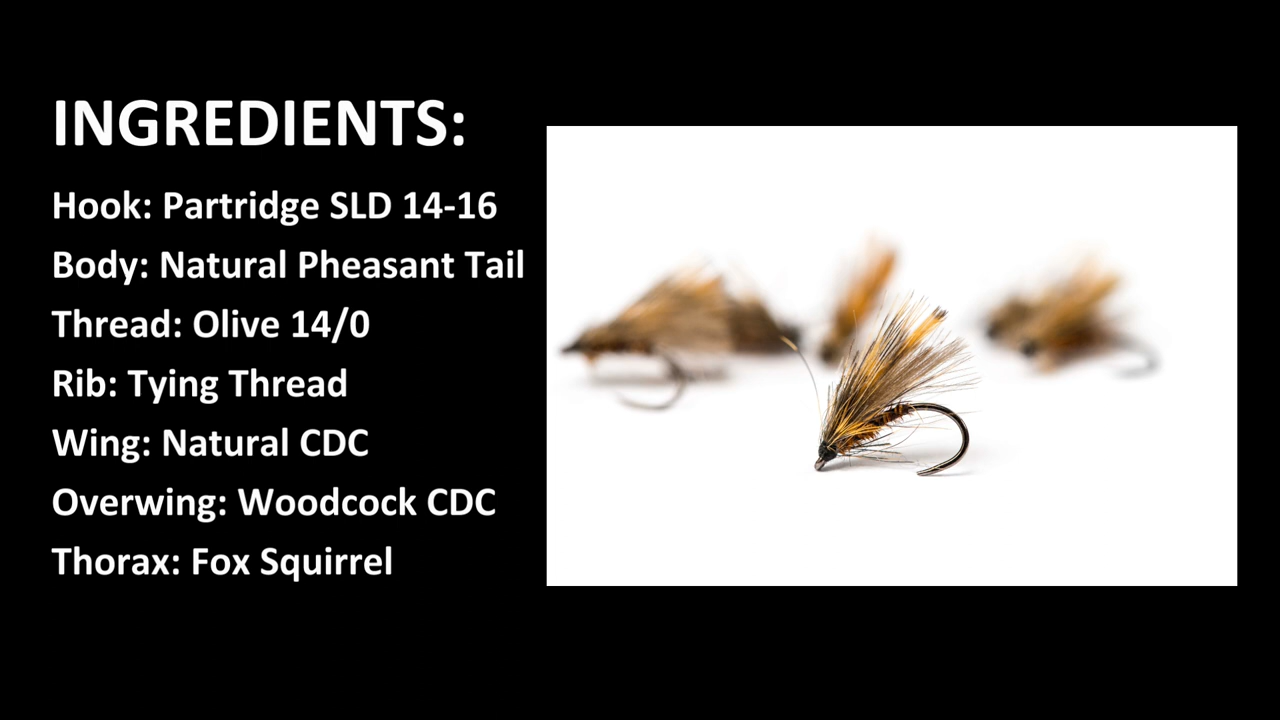 INGREDIENTS:
Hook: Partridge SLD 14-16
Body: Natural Pheasant Tail
Thread: Olive 14/0
Rib: Tying Thread
Wing: Natural CDC
Overwing: Woodcock CDC
Thorax: Fox Squirrel